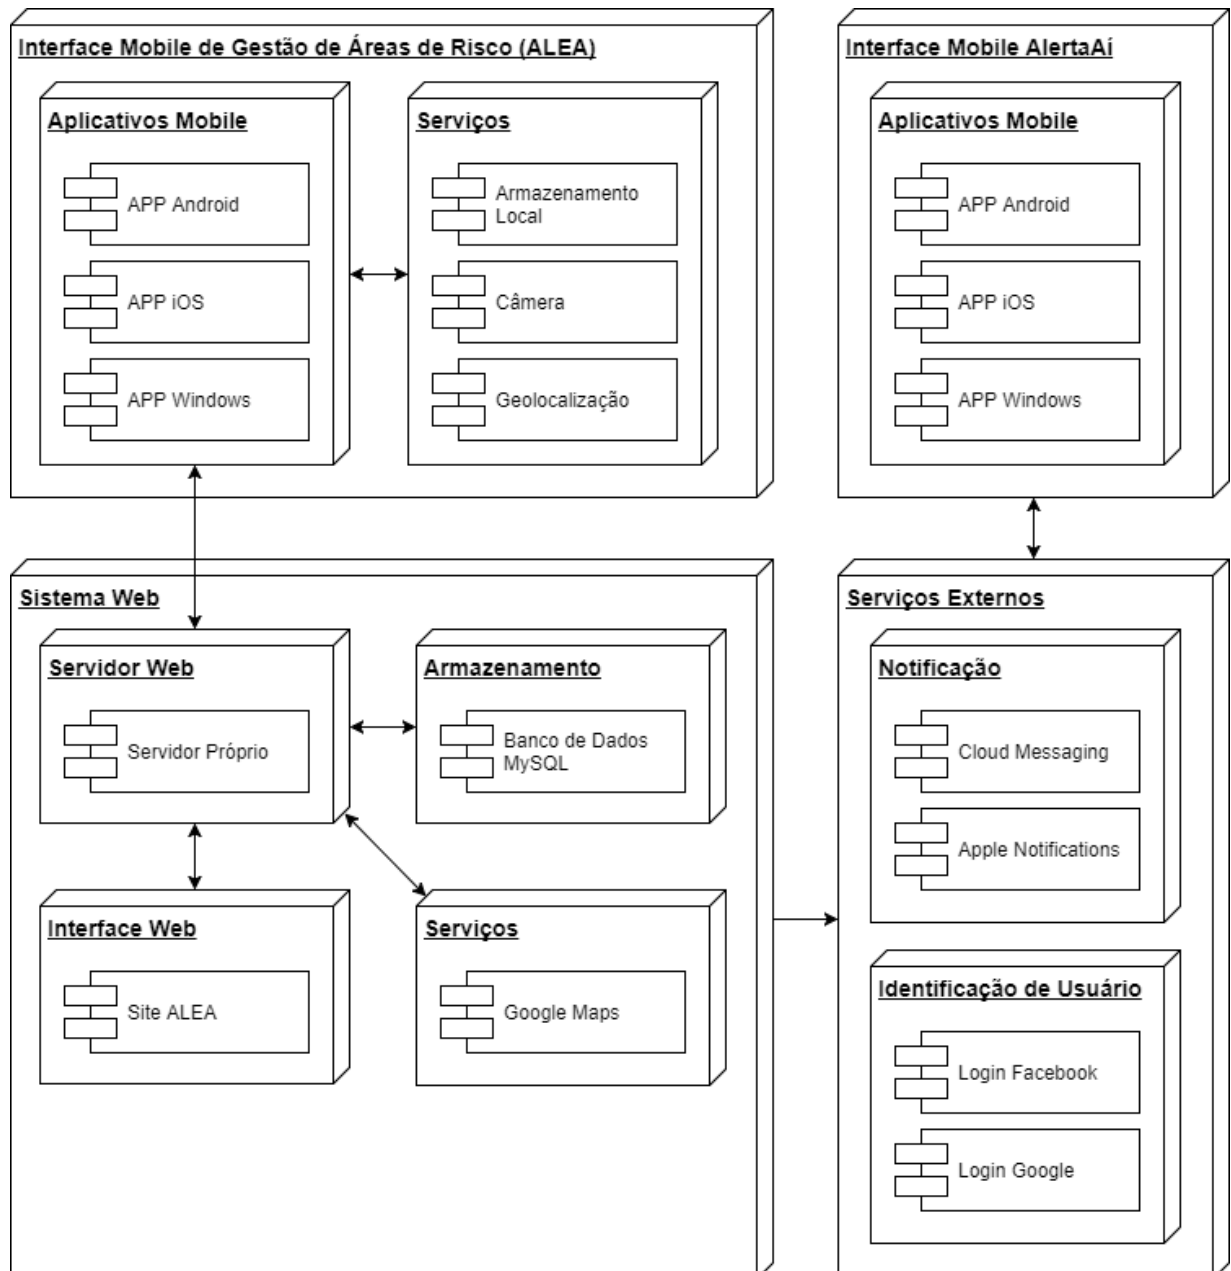 Interface Mobile de Gestão de Áreas de Risco (ALEA)
Aplicativos Mobile
APP Android
APP iOS
APP Windows
Serviços
Armazenamento
Local
Câmera
Geolocalização
Interface Mobile AlertaAí
Aplicativos Mobile
APP Android
APP iOS
APP Windows
Sistema Web
Servidor Web
Servidor Próprio
Armazenamento
Banco de Dados
MySQL
Interface Web
Site ALEA
Serviços
Google Maps
Serviços Externos
Notificação
Cloud Messaging
Apple Notifications
Identificação de Usuário
Login Facebook
Login Google